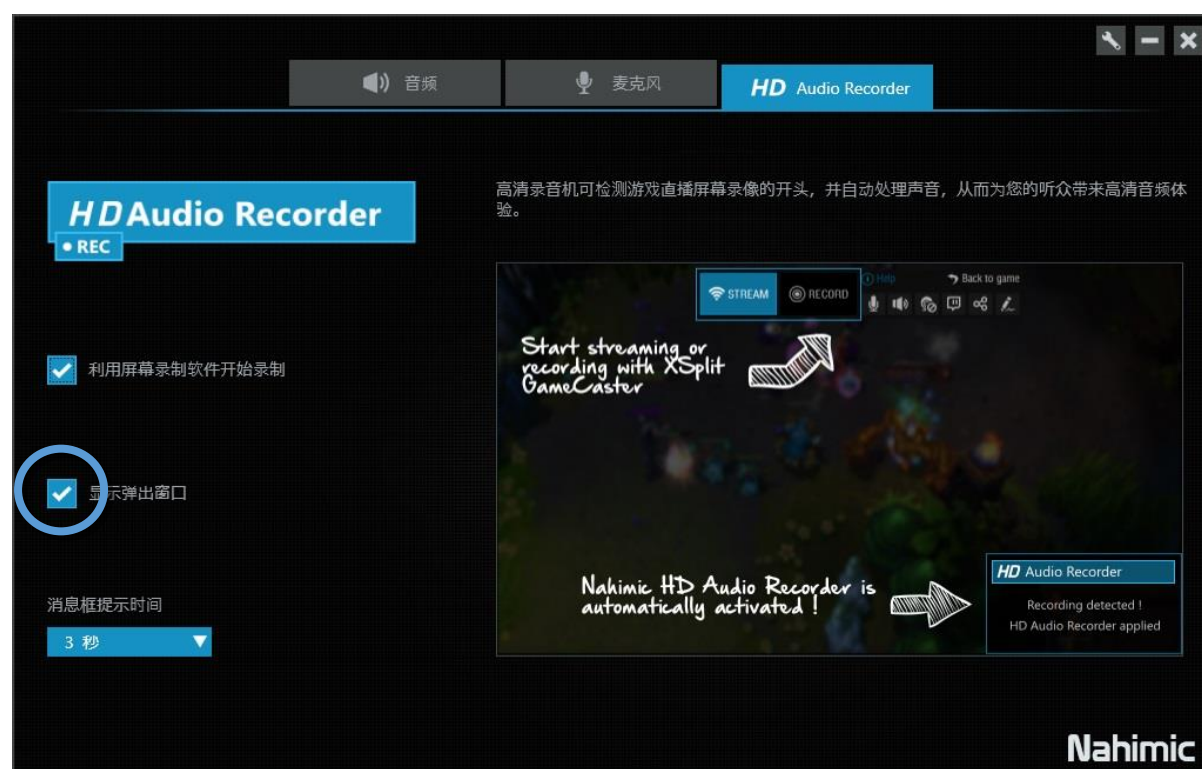 音频
麦克风
HD Audio Recorder
HD Audio Recorder
• REC
高清录音机可检测游戏直播屏幕录像的开头，并自动处理声音，从而为您的听众带来高清音频体
验。
利用屏幕录制软件开始录制
显示弹出窗口
消息框提示时间
3 秒
STREAM
RECORD
Help
Back to game
Start streaming or
recording with XSplit
GameCaster
Nahimic HD Audio Recorder is
automatically activated !
HD Audio Recorder
Recording detected !
HD Audio Recorder applied
Nahimic